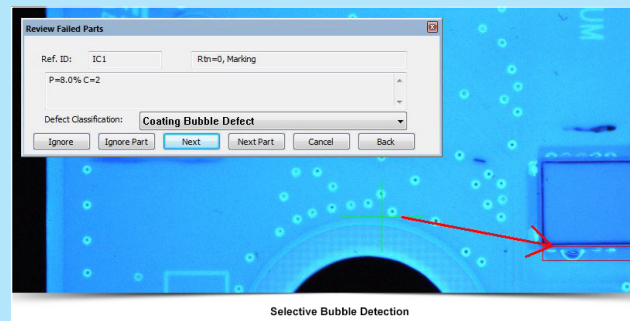 Review Failed Parts
Ref. ID: IC1 Rtn=0, Marking
P=8.0% C=2
Defect Classification: Coating Bubble Defect
Ignore Ignore Part Next Next Part Cancel Back
UM
Selective Bubble Detection